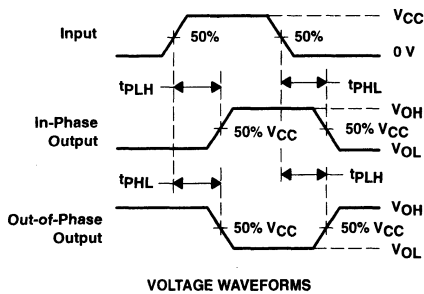 VCC
Input
50%
50%
0 V
tPLH
tPHL
In-Phase
Output
VOH
50% VCC
50% VCC
VOL
tPHL
tPLH
Out-of-Phase
Output
VOH
50% VCC
50% VCC
VOL
VOLTAGE WAVEFORMS